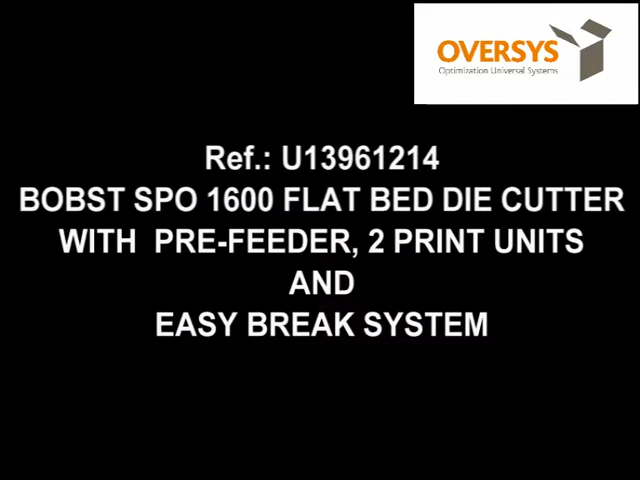 OVERSYS
Optimization Universal Systems
Ref.: U13961214
BOBST SPO 1600 FLAT BED DIE CUTTER
WITH PRE-FEEDER, 2 PRINT UNITS
AND
EASY BREAK SYSTEM